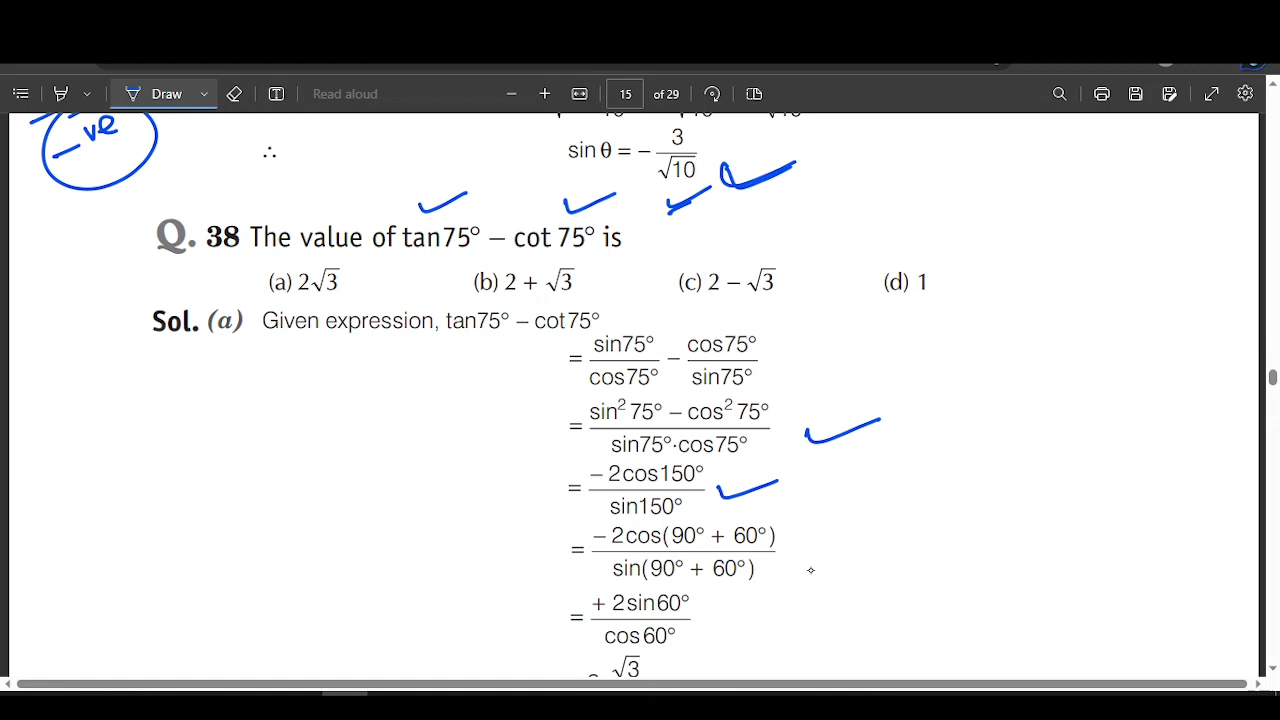 Draw
Read aloud
15 of 29
-ve
∴ sin θ = − 3/√10
Q. 38 The value of tan75° − cot 75° is
(a) 2√3 (b) 2 + √3 (c) 2 − √3 (d) 1
Sol. (a) Given expression, tan75° − cot75°
= sin75°/cos75° − cos75°/sin75°
= sin² 75° − cos² 75°/sin75°·cos75°
= − 2cos150°/sin150°
= − 2cos(90° + 60°)/sin(90° + 60°)
= + 2sin60°/cos60°
√3